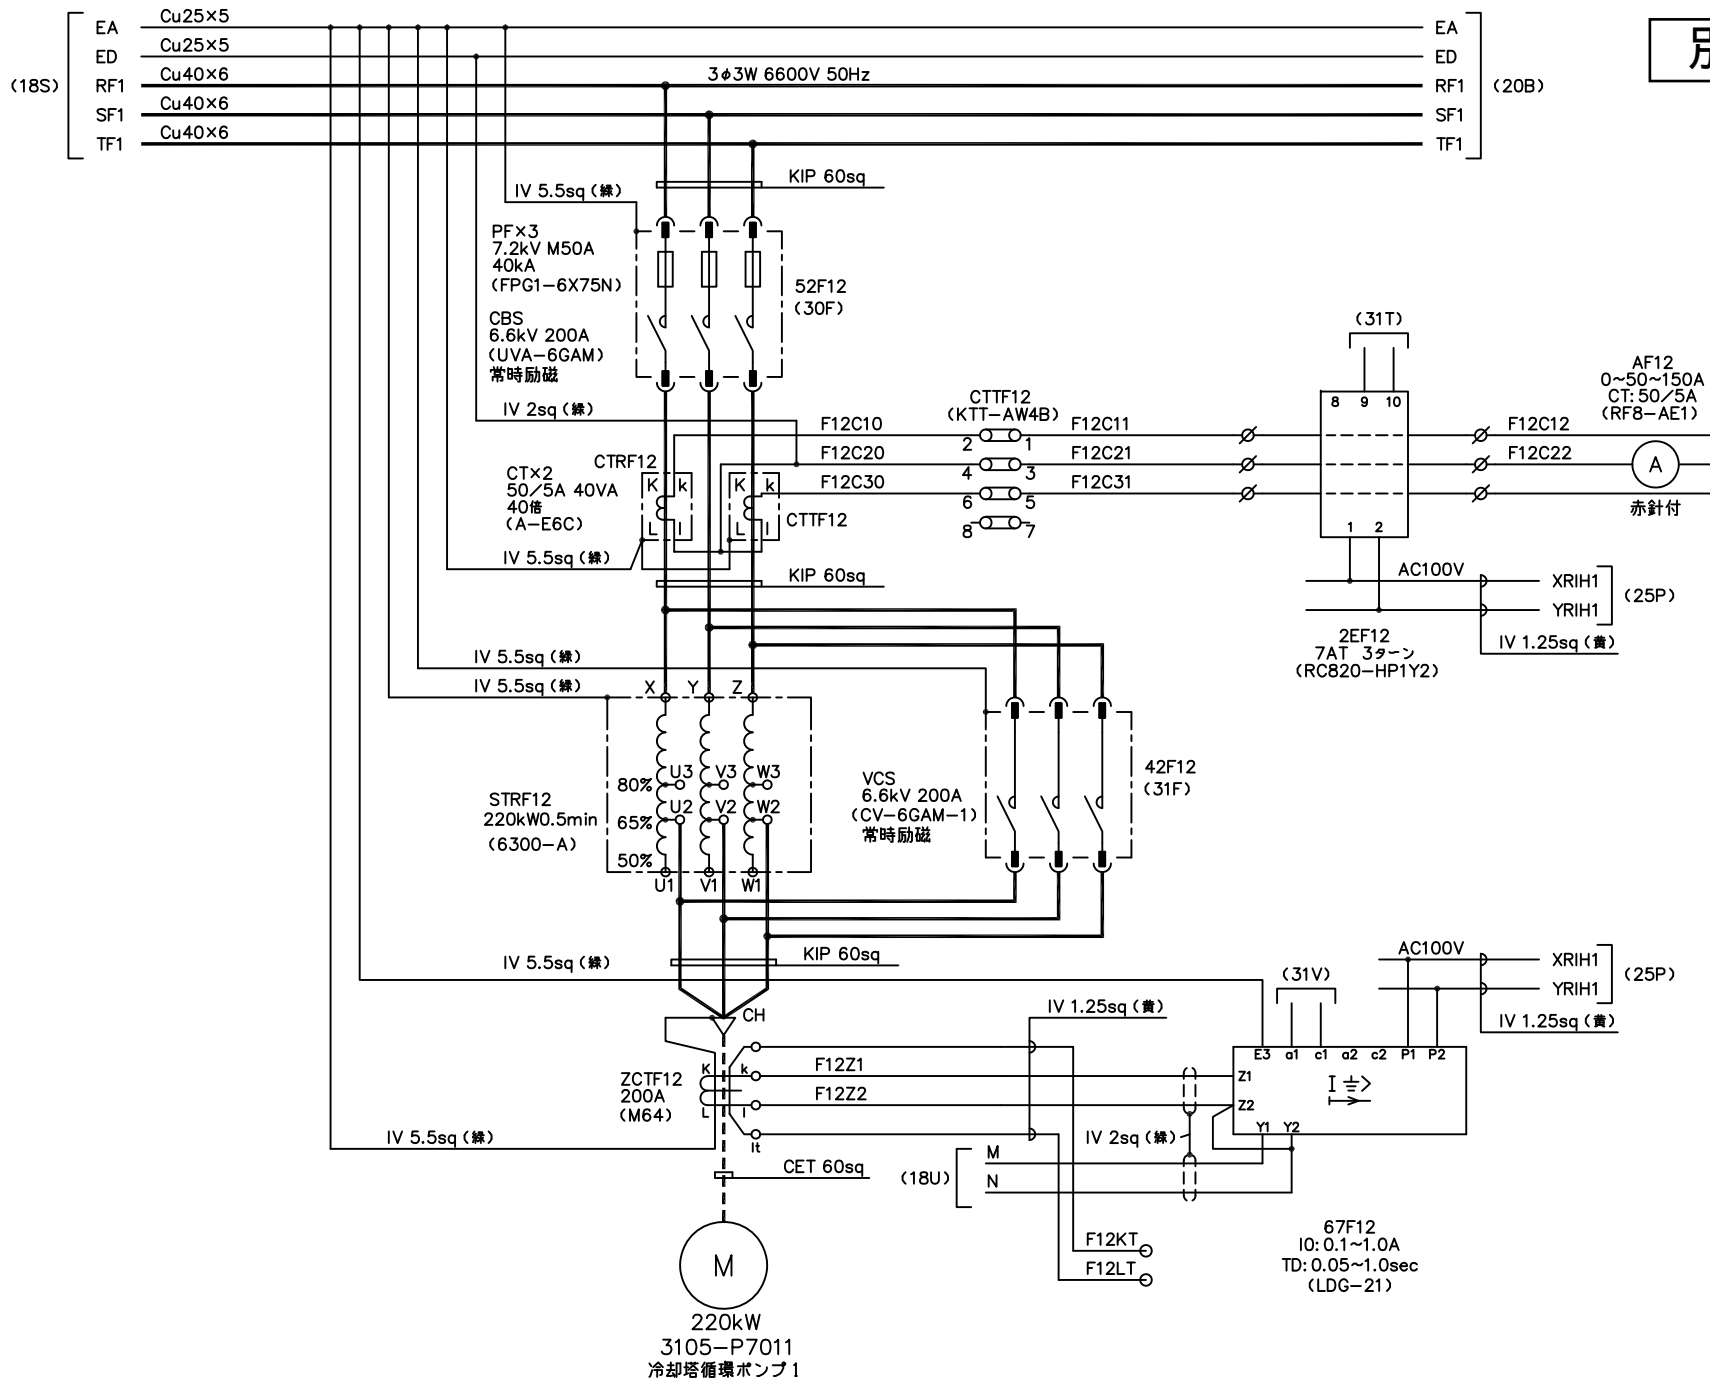 EA Cu25×5 EA
ED Cu25×5 ED
(18S) RF1 Cu40×6 3φ3W 6600V 50Hz RF1 (20B)
SF1 Cu40×6 SF1
TF1 Cu40×6 TF1
KIP 60sq
IV 5.5sq(緑)
PF×3
7.2kV M50A
40kA
(FPG1-6X75N)
52F12
(30F)
CBS
6.6kV 200A
(UVA-6GAM)
常時励磁
IV 2sq(緑)
CTTF12
(KTT-AW4B)
F12C10 2 1 F12C11
F12C20 4 3 F12C21
F12C30 6 5 F12C31
8 7
(31T)
8 9 10
1 2
F12C12
F12C22
AF12
0~50~150A
CT:50/5A
(RF8-AE1)
A
赤針付
CTRF12
CT×2
50/5A 40VA
40倍
(A-E6C)
K k
L l
K k
L l
CTTF12
IV 5.5sq(緑)
KIP 60sq
AC100V XRIH1
YRIH1
(25P)
IV 1.25sq(黄)
2EF12
7AT 3ターン
(RC820-HP1Y2)
IV 5.5sq(緑)
IV 5.5sq(緑)
X Y Z
80% U3 V3 W3
65% U2 V2 W2
50%
U1 V1 W1
STRF12
220kW0.5min
(6300-A)
VCS
6.6kV 200A
(CV-6GAM-1)
常時励磁
42F12
(31F)
KIP 60sq
IV 5.5sq(緑)
CH
AC100V XRIH1
YRIH1
(25P)
IV 1.25sq(黄)
(31V)
IV 1.25sq(黄)
E3 a1 c1 a2 c2 P1 P2
Z1
Z2
I
Y1 Y2
ZCTF12
200A
(M64)
K k
L l
lt
F12Z1
F12Z2
IV 5.5sq(緑)
IV 2sq(緑)
CET 60sq
(18U)
M
N
F12KT
F12LT
67F12
I0:0.1~1.0A
TD:0.05~1.0sec
(LDG-21)
M
220kW
3105-P7011
冷却塔循環ポンプ1